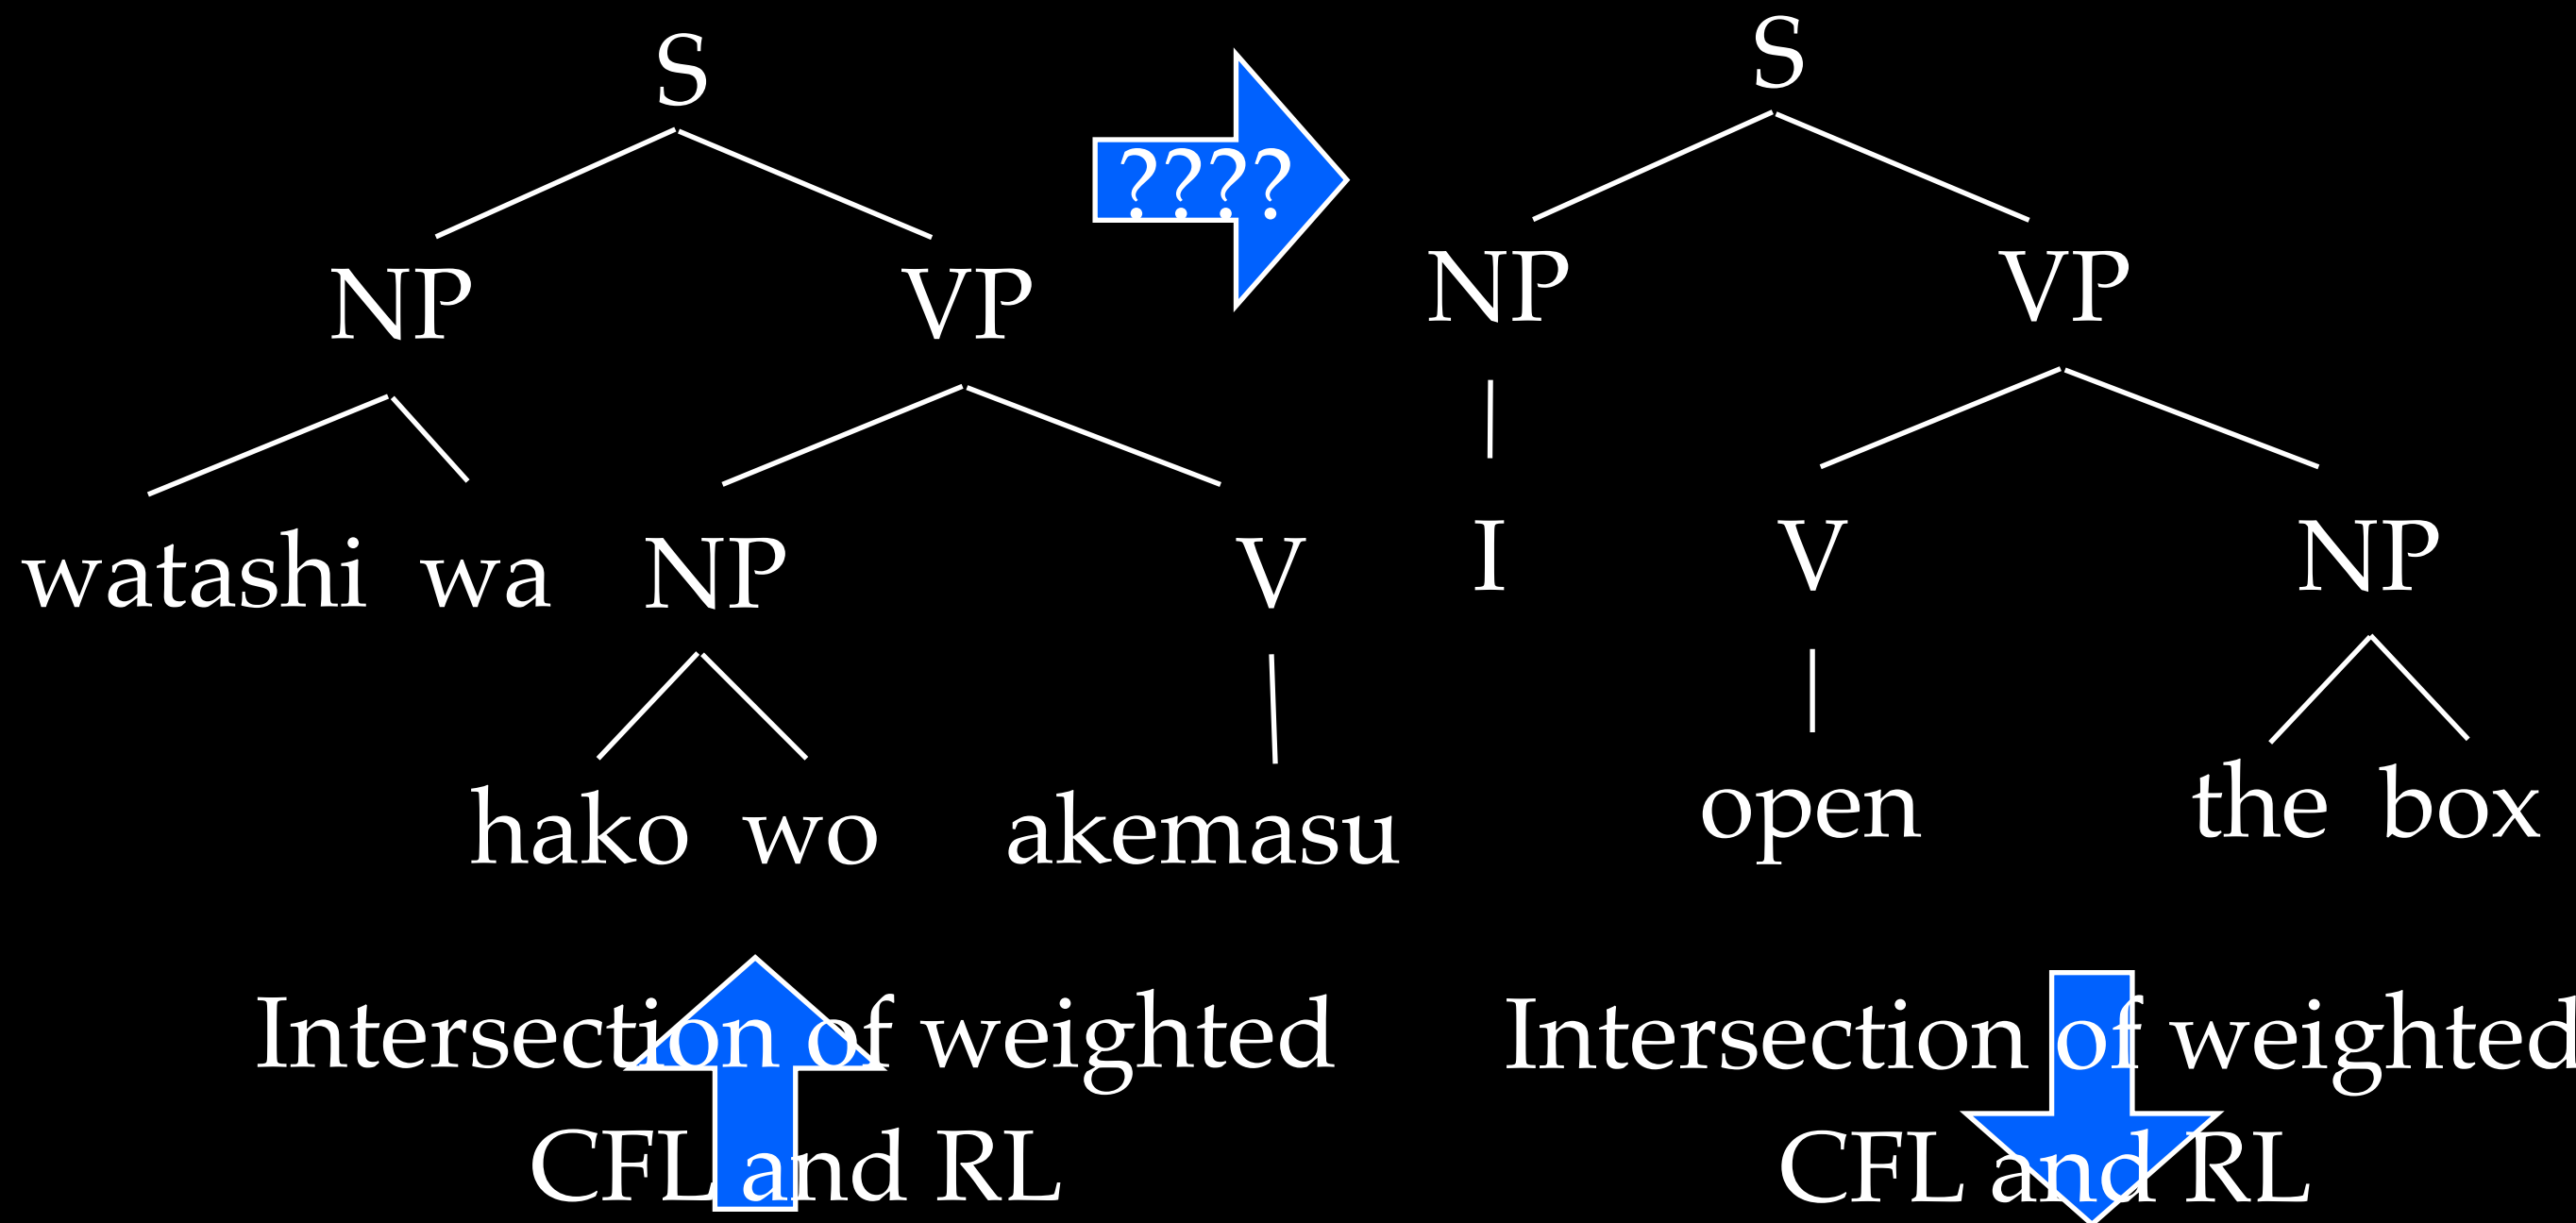 S
????
S
NP VP
NP VP
watashi wa NP V
I V NP
hako wo akemasu
open the box
Intersection of weighted
CFL and RL
Intersection of weighted
CFL and RL